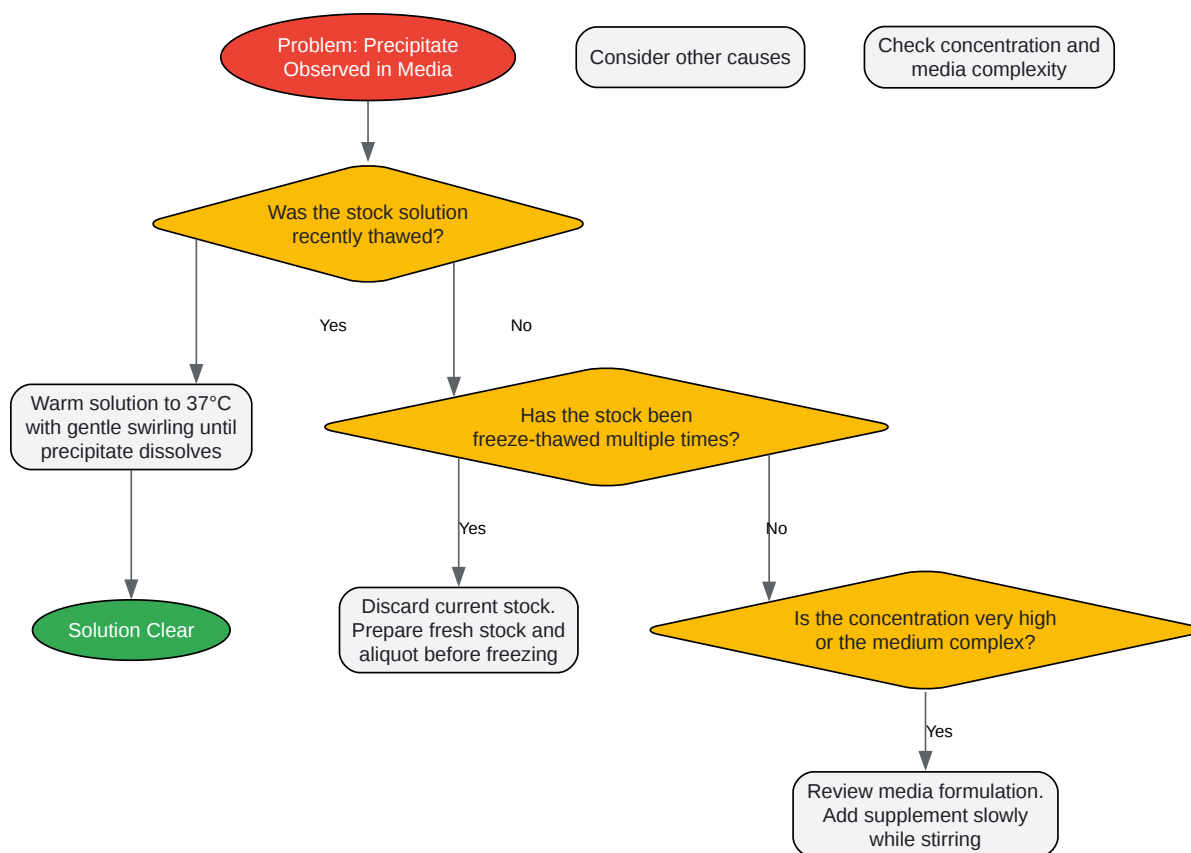 Problem: Precipitate
Observed in Media
Consider other causes
Check concentration and
media complexity
Was the stock solution
recently thawed?
Yes
No
Warm solution to 37°C
with gentle swirling until
precipitate dissolves
Has the stock been
freeze-thawed multiple times?
Yes
No
Solution Clear
Discard current stock.
Prepare fresh stock and
aliquot before freezing
Is the concentration very high
or the medium complex?
Yes
Review media formulation.
Add supplement slowly
while stirring